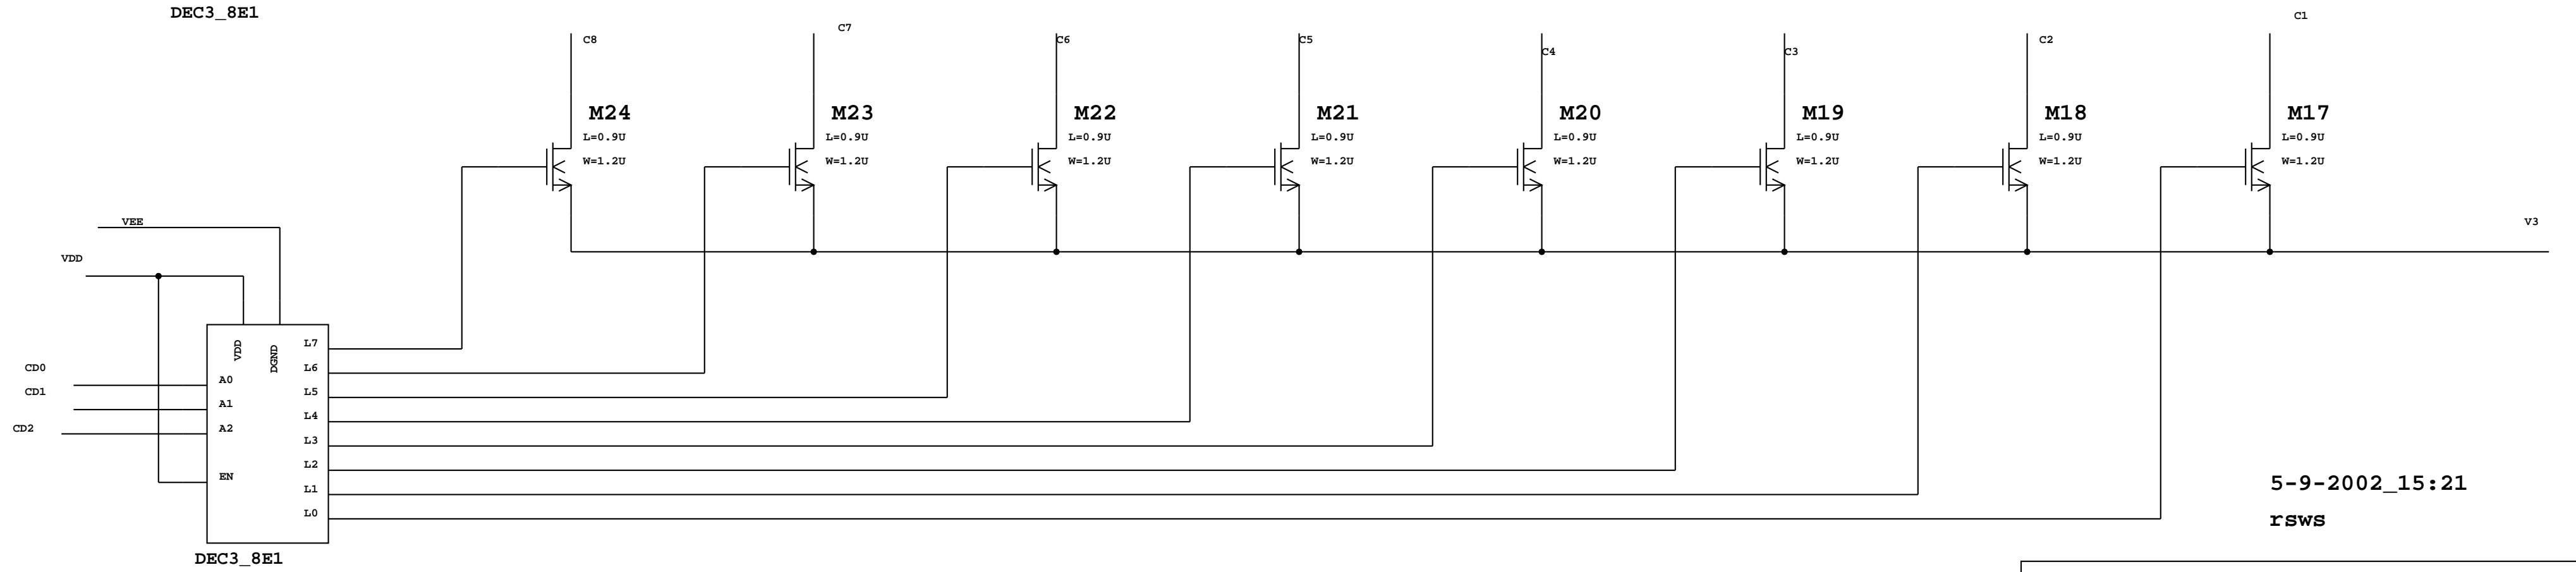 DEC3_8E1
C8
C7
C6
C5
C4
C3
C2
C1
M24
L=0.9U
W=1.2U
M23
L=0.9U
W=1.2U
M22
L=0.9U
W=1.2U
M21
L=0.9U
W=1.2U
M20
L=0.9U
W=1.2U
M19
L=0.9U
W=1.2U
M18
L=0.9U
W=1.2U
M17
L=0.9U
W=1.2U
V3
VEE
VDD
CD0
CD1
CD2
VDD
DGND
A0
A1
A2
EN
L7
L6
L5
L4
L3
L2
L1
L0
DEC3_8E1
5-9-2002_15:21
rsws